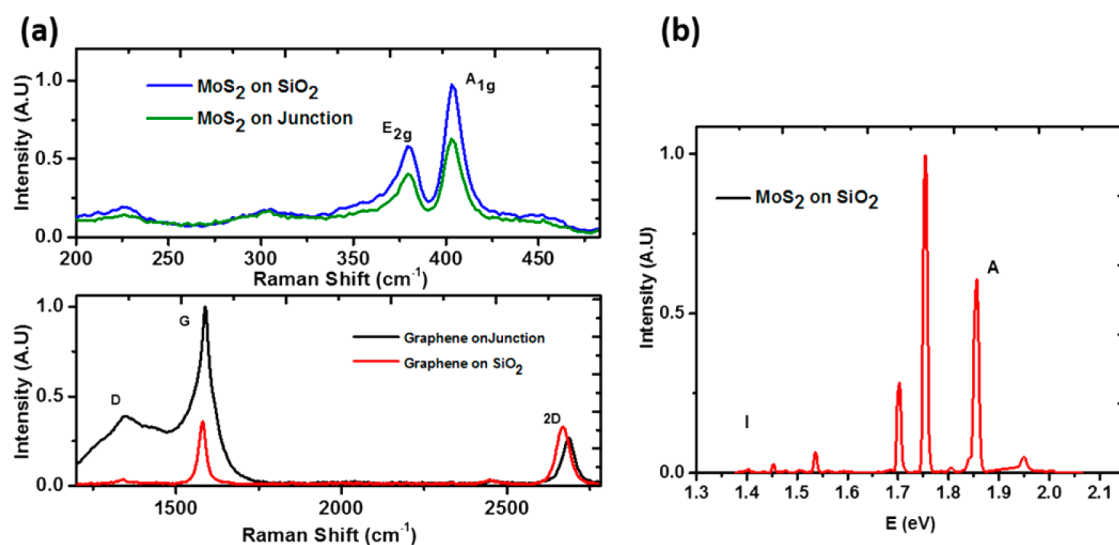 (a)
Intensity (A.U)
1.0
0.5
0.0
MoS2 on SiO2
MoS2 on Junction
E2g
A1g
200 250 300 350 400 450
Raman Shift (cm-1)
Intensity (A.U)
1.0
0.5
0.0
D
G
2D
Graphene onJunction
Graphene on SiO2
1500 2000 2500
Raman Shift (cm-1)
(b)
Intensity (A.U)
1.0
0.5
0.0
MoS2 on SiO2
I
A
1.3 1.4 1.5 1.6 1.7 1.8 1.9 2.0 2.1
E (eV)